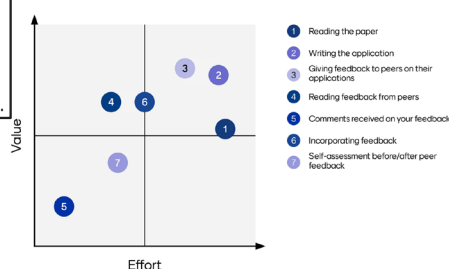 Value
3
2
4
6
1
7
5
Effort
1 Reading the paper
2 Writing the application
3 Giving feedback to peers on their
applications
4 Reading feedback from peers
5 Comments received on your feedback
6 Incorporating feedback
7 Self-assessment before/after peer
feedback